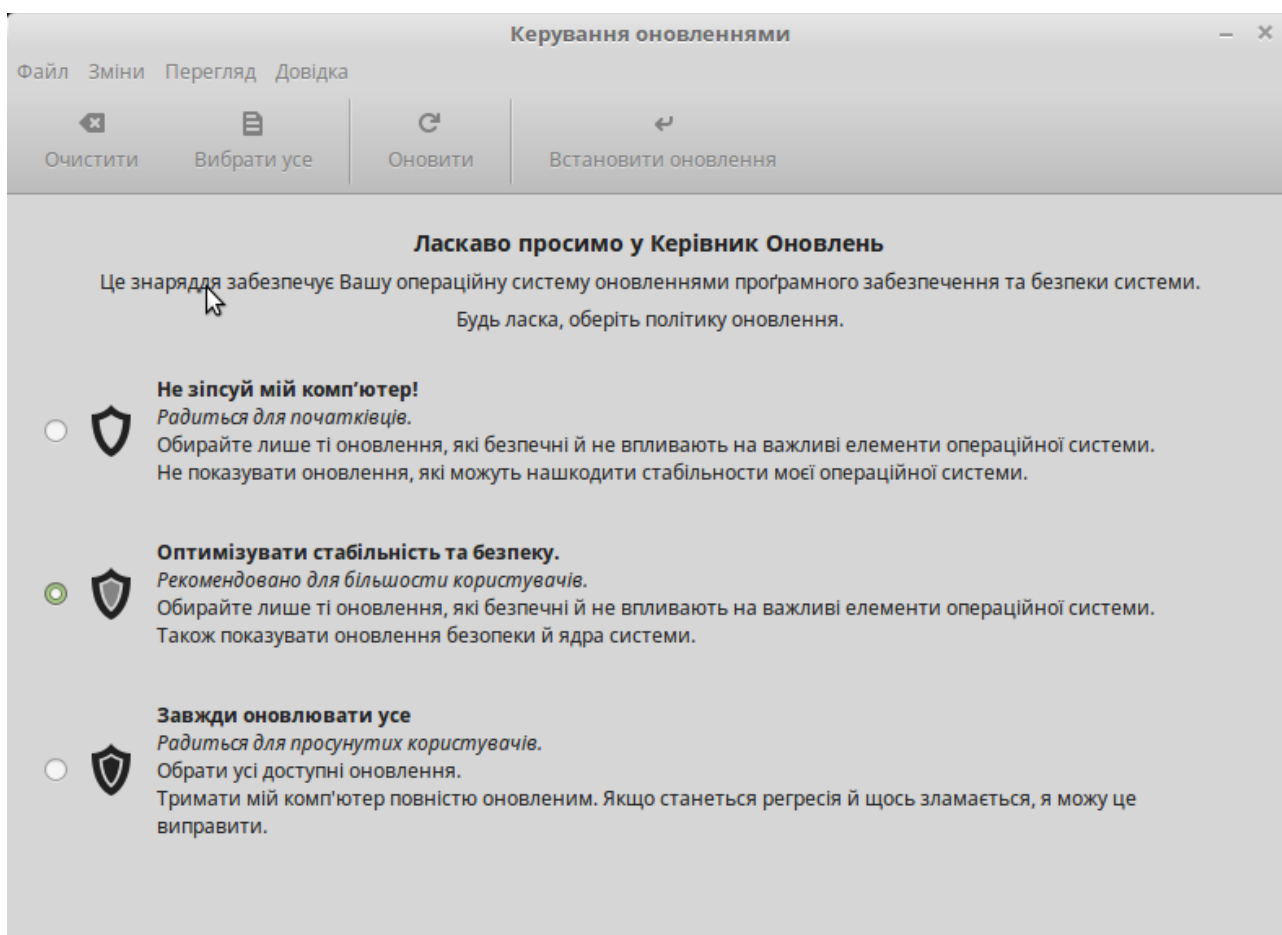 Керування оновленнями
Файл Зміни Перегляд Довідка
Очистити Вибрати усе Оновити Встановити оновлення
Ласкаво просимо у Керівник Оновлень
Це знаряддя забезпечує Вашу операційну систему оновленнями проґрамного забезпечення та безпеки системи.
Будь ласка, оберіть політику оновлення.
Не зіпсуй мій комп’ютер!
Радиться для початківців.
Обирайте лише ті оновлення, які безпечні й не впливають на важливі елементи операційної системи.
Не показувати оновлення, які можуть нашкодити стабільности моєї операційної системи.
Оптимізувати стабільність та безпеку.
Рекомендовано для більшости користувачів.
Обирайте лише ті оновлення, які безпечні й не впливають на важливі елементи операційної системи.
Також показувати оновлення безопеки й ядра системи.
Завжди оновлювати усе
Радиться для просунутих користувачів.
Обрати усі доступні оновлення.
Тримати мій комп'ютер повністю оновленим. Якщо станеться регресія й щось зламається, я можу це
виправити.